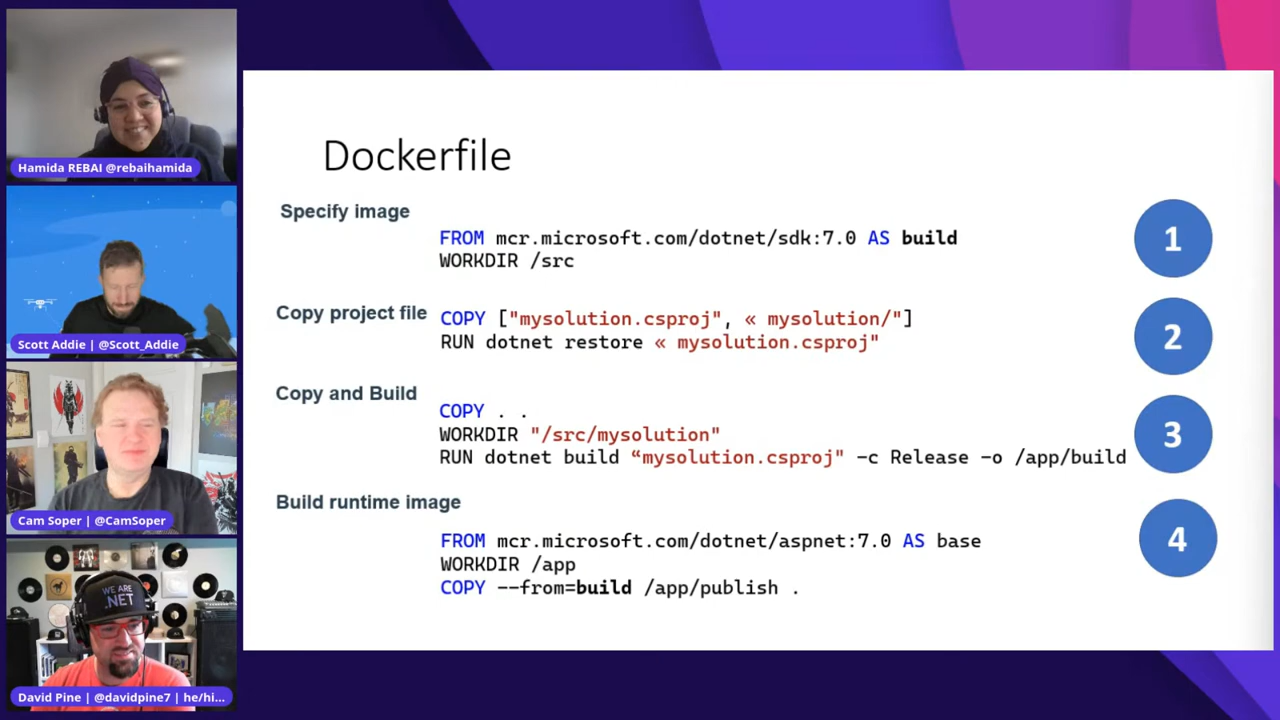 Hamida REBAI @rebaihamida
Scott Addie | @Scott_Addie
Cam Soper | @CamSoper
WE ARE
.NET
David Pine | @davidpine7 | he/hi...
Dockerfile
Specify image
FROM mcr.microsoft.com/dotnet/sdk:7.0 AS build
WORKDIR /src
1
Copy project file
COPY ["mysolution.csproj", « mysolution/"]
RUN dotnet restore « mysolution.csproj"
2
Copy and Build
COPY . .
WORKDIR "/src/mysolution"
RUN dotnet build “mysolution.csproj" -c Release -o /app/build
3
Build runtime image
FROM mcr.microsoft.com/dotnet/aspnet:7.0 AS base
WORKDIR /app
COPY --from=build /app/publish .
4